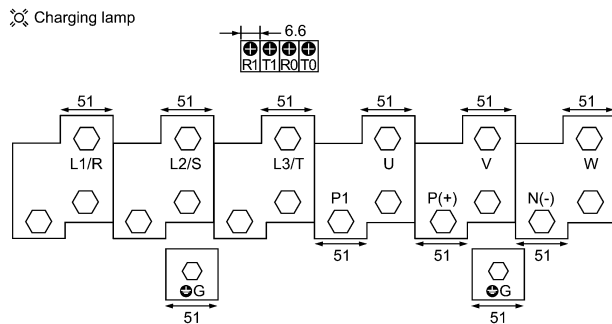 Charging lamp
6.6
R1 T1 R0 T0
51 51 51 51 51 51
L1/R L2/S L3/T U V W
P1 P(+) N(-)
51 51 51
G G
51 51